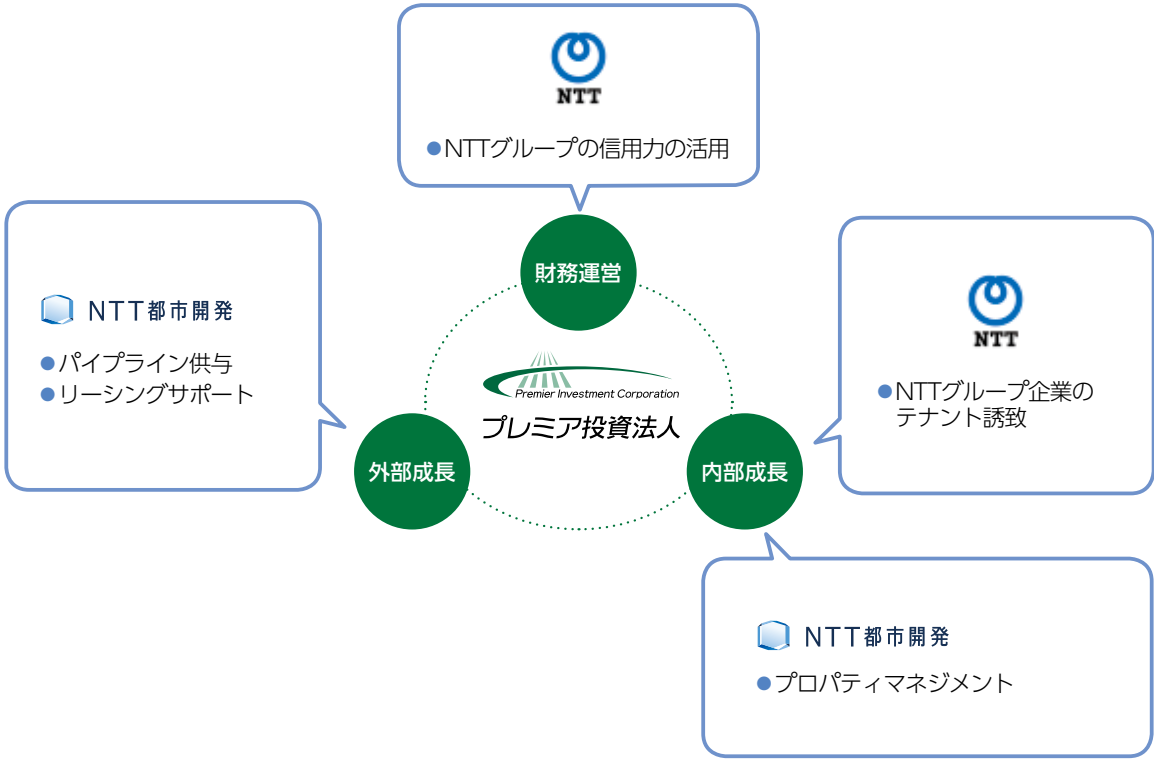 NTT
●NTTグループの信用力の活用
財務運営
NTT都市開発
●パイプライン供与
●リーシングサポート
Premier Investment Corporation
プレミア投資法人
外部成長
内部成長
NTT
●NTTグループ企業の
テナント誘致
NTT都市開発
●プロパティマネジメント